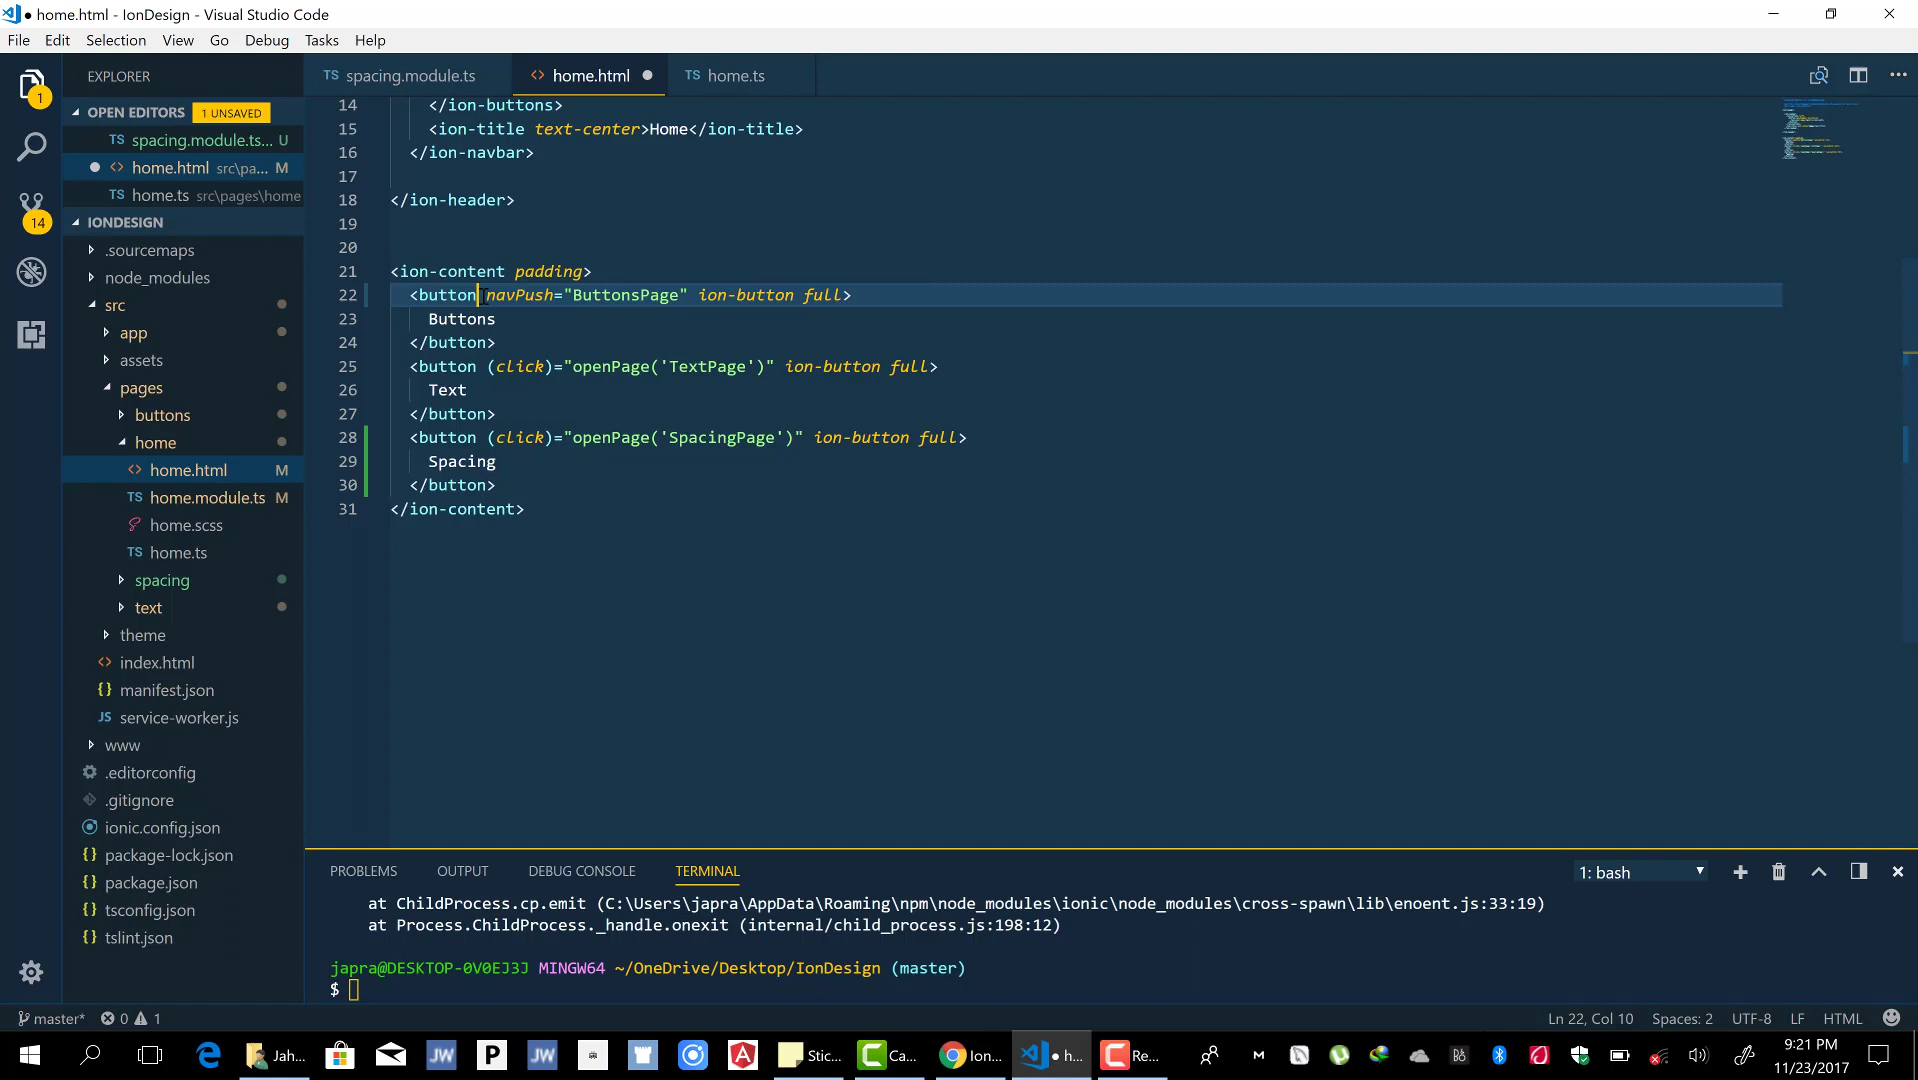 home.html - IonDesign - Visual Studio Code
File Edit Selection View Go Debug Tasks Help
EXPLORER
OPEN EDITORS 1 UNSAVED
spacing.module.ts... U
home.html src\pa... M
home.ts src\pages\home
IONDESIGN
.sourcemaps
node_modules
src
app
assets
pages
buttons
home
home.html M
home.module.ts M
home.scss
home.ts
spacing
text
theme
index.html
manifest.json
service-worker.js
www
.editorconfig
.gitignore
ionic.config.json
package-lock.json
package.json
tsconfig.json
tslint.json
1
14
TS spacing.module.ts <> home.html TS home.ts
14 </ion-buttons>
15 <ion-title text-center>Home</ion-title>
16 </ion-navbar>
17
18 </ion-header>
19
20
21 <ion-content padding>
22 <button navPush="ButtonsPage" ion-button full>
23 Buttons
24 </button>
25 <button (click)="openPage('TextPage')" ion-button full>
26 Text
27 </button>
28 <button (click)="openPage('SpacingPage')" ion-button full>
29 Spacing
30 </button>
31 </ion-content>
PROBLEMS OUTPUT DEBUG CONSOLE TERMINAL 1: bash
at ChildProcess.cp.emit (C:\Users\japra\AppData\Roaming\npm\node_modules\ionic\node_modules\cross-spawn\lib\enoent.js:33:19)
at Process.ChildProcess._handle.onexit (internal/child_process.js:198:12)
japra@DESKTOP-0V0EJ3J MINGW64 ~/OneDrive/Desktop/IonDesign (master)
$
master* 0 1 Ln 22, Col 10 Spaces: 2 UTF-8 LF HTML
Jah... JW P JW Stic... Ca... Ion... h... Re... 9:21 PM
11/23/2017